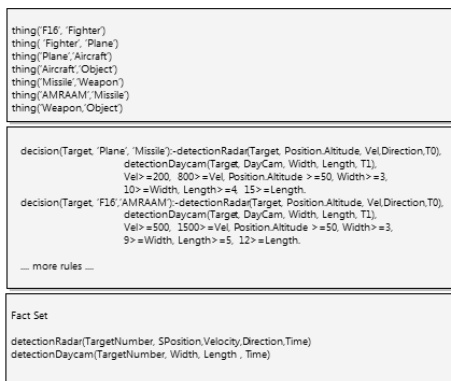 thing('F16', 'Fighter')
thing( 'Fighter', 'Plane')
thing('Plane','Aircraft')
thing('Aircraft','Object')
thing('Missile','Weapon')
thing('AMRAAM','Missile')
thing('Weapon,'Object')
decision(Target, 'Plane', 'Missile'):-detectionRadar(Target, Position.Altitude, Vel,Direction,T0),
detectionDaycam(Target, DayCam, Width, Length, T1),
Vel>=200, 800>=Vel, Position.Altitude >=50, Width>=3,
10>=Width, Length>=4, 15>=Length.
decision(Target, 'F16','AMRAAM'):-detectionRadar(Target, Position.Altitude, Vel,Direction,T0),
detectionDaycam(Target, DayCam, Width, Length, T1),
Vel>=500, 1500>=Vel, Position.Altitude >=50, Width>=3,
9>=Width, Length>=5, 12>=Length.
.... more rules ....
Fact Set
detectionRadar(TargetNumber, SPosition,Velocity,Direction,Time)
detectionDaycam(TargetNumber, Width, Length , Time)